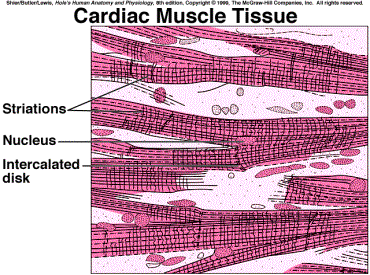 Shier/Butler/Lewis, Hole's Human Anatomy and Physiology, 8th edition, Copyright © 1999, The McGraw-Hill Companies, Inc. All rights reserved.
Cardiac Muscle Tissue
Striations
Nucleus
Intercalated
disk